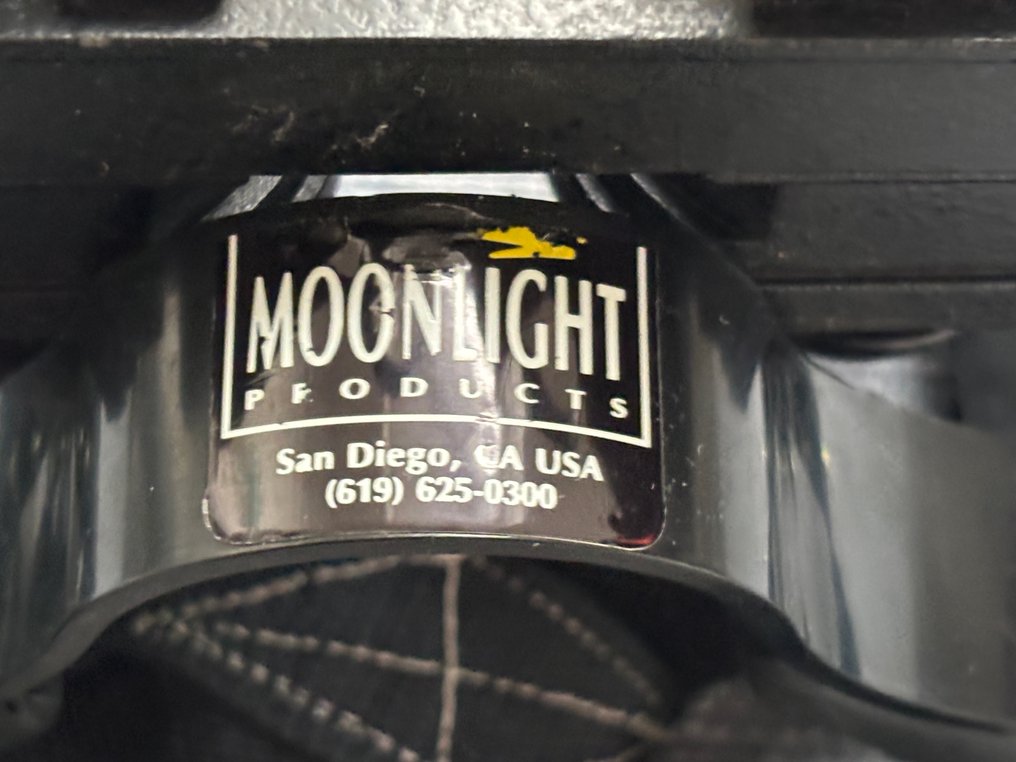 MOONLIGHT
PRODUCTS
San Diego, CA USA
(619) 625-0300